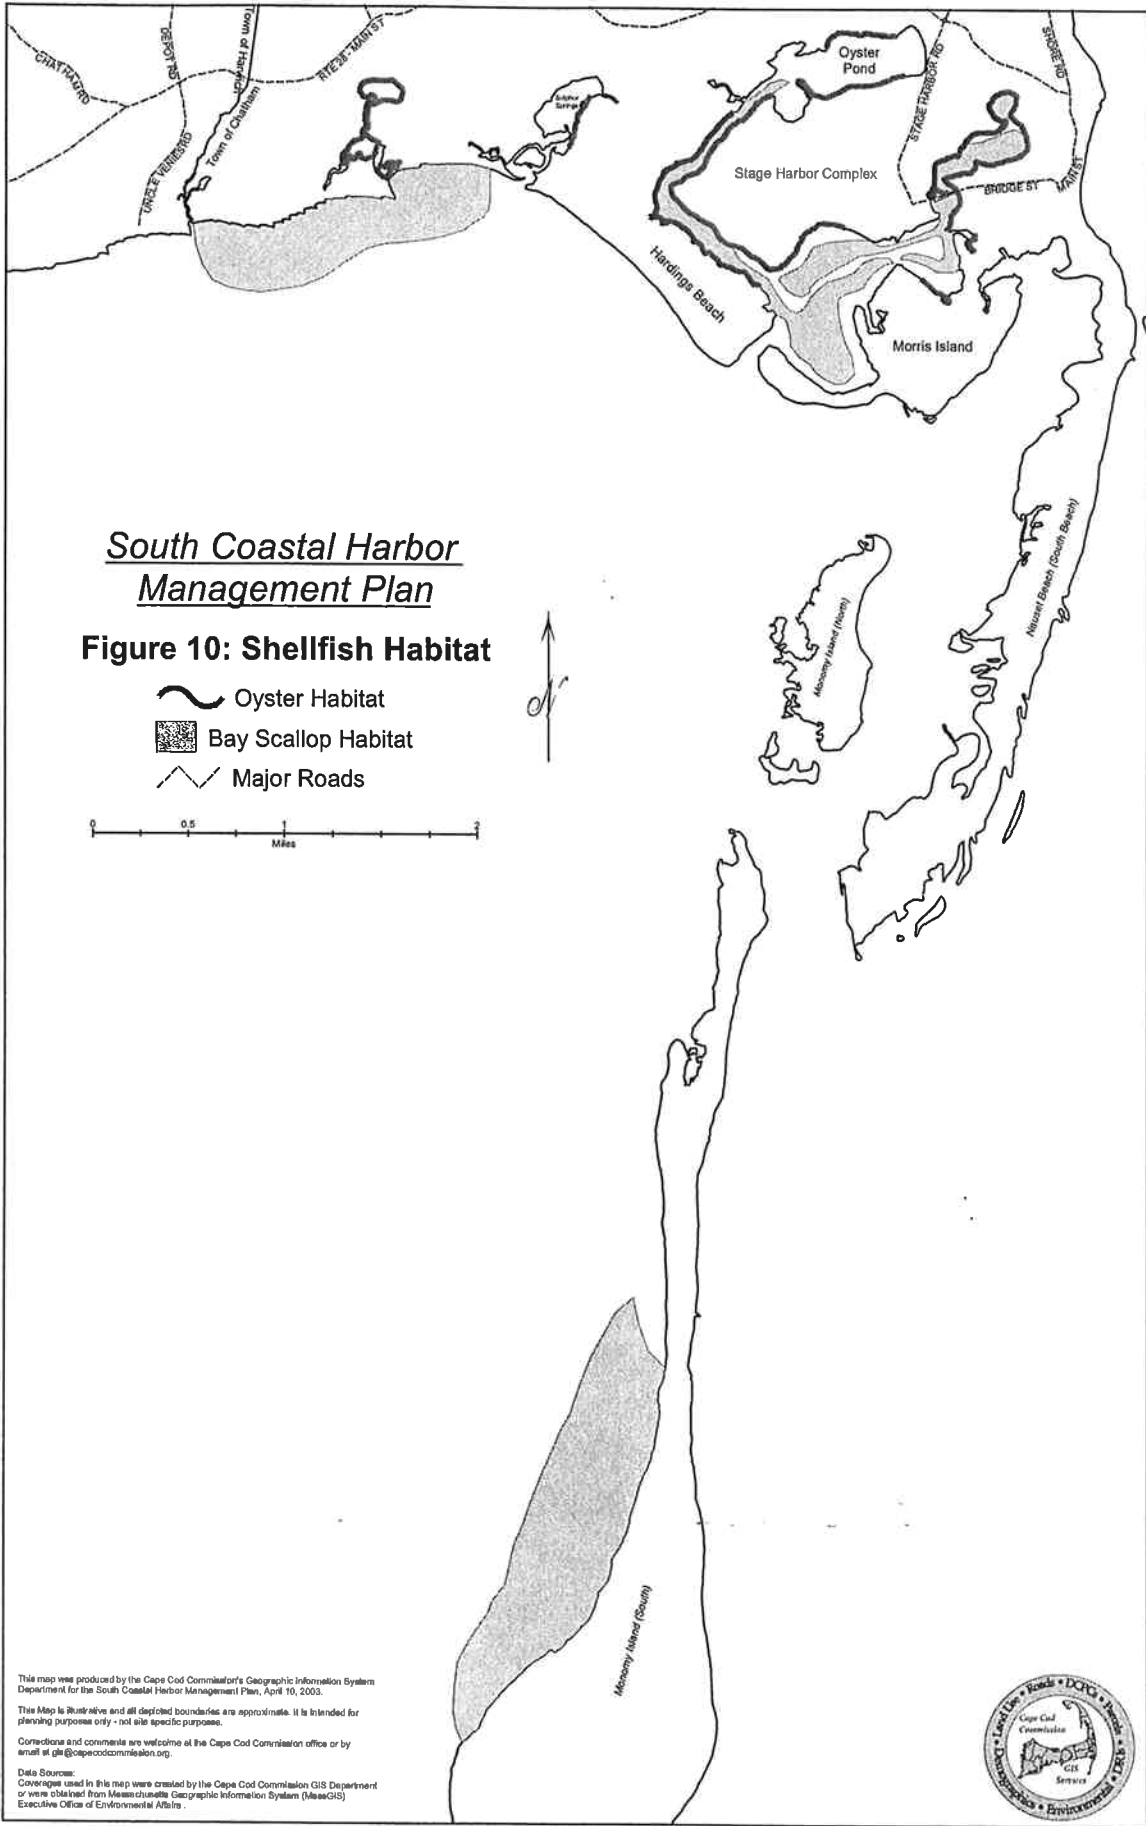 CHATHAM RD
DEPOT RD
Town of Harwich
RTE 28 - MAIN ST
Town of Chatham
UNCLE VENIES RD
Sulphur
Springs
Oyster
Pond
STAGE HARBOR RD
SHORE RD
Stage Harbor Complex
BRIDGE ST
MAIN ST
Hardings Beach
Morris Island
South Coastal Harbor
Management Plan
Figure 10: Shellfish Habitat
Oyster Habitat
Bay Scallop Habitat
Major Roads
0 0.5 1 2
Miles
N
Monomy Island (North)
Nauset Beach (South Beach)
Monomy Island (South)
This map was produced by the Cape Cod Commission's Geographic Information System
Department for the South Coastal Harbor Management Plan, April 10, 2003.
This Map is illustrative and all depicted boundaries are approximate. It is intended for
planning purposes only - not site specific purposes.
Corrections and comments are welcome at the Cape Cod Commission office or by
email at gis@capecodcommission.org.
Data Sources:
Coverages used in this map were created by the Cape Cod Commission GIS Department
or were obtained from Massachusetts Geographic Information System (MassGIS)
Executive Office of Environmental Affairs .
Land Use • Roads • DCPCs • Parcels • DRIs • Environmental • Demographics •
Cape Cod
Commission
GIS
Services